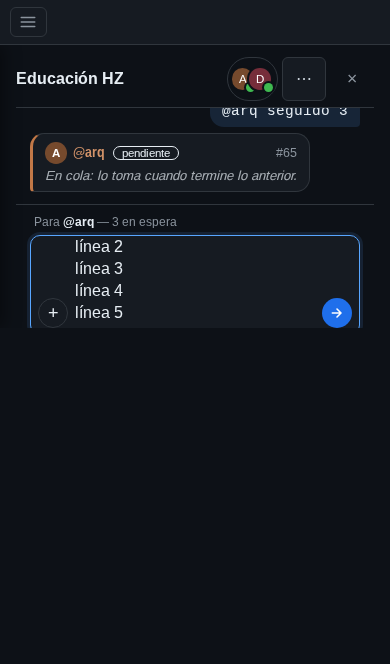 Educación HZ
A D
...
×
@arq seguido 3
A @arq pendiente #65
En cola: lo toma cuando termine lo anterior.
Para @arq — 3 en espera
línea 2
línea 3
línea 4
línea 5
+